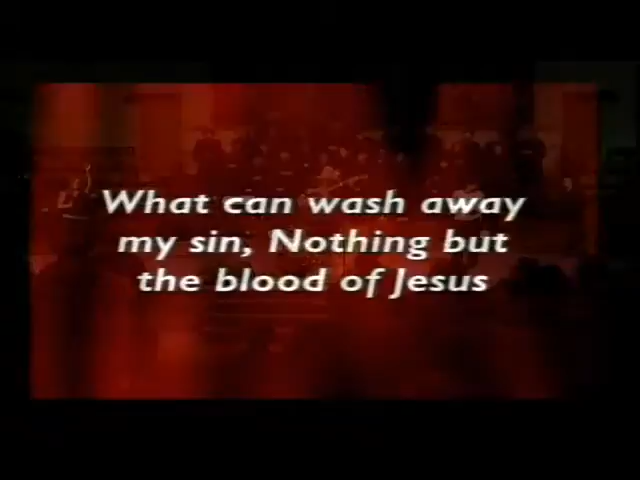 What can wash away
my sin, Nothing but
the blood of Jesus